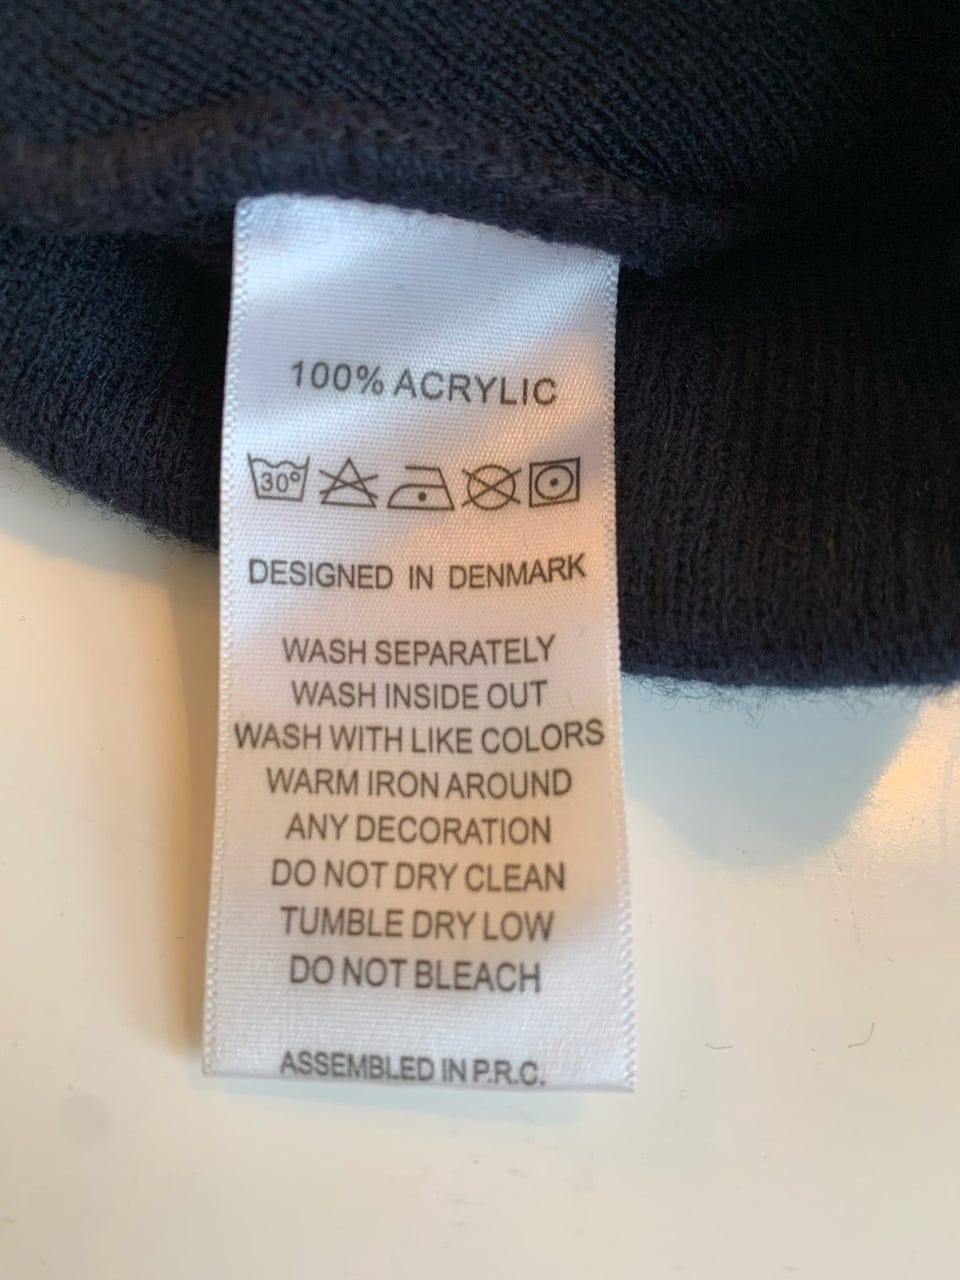 100% ACRYLIC
30°
DESIGNED IN DENMARK
WASH SEPARATELY
WASH INSIDE OUT
WASH WITH LIKE COLORS
WARM IRON AROUND
ANY DECORATION
DO NOT DRY CLEAN
TUMBLE DRY LOW
DO NOT BLEACH
ASSEMBLED IN P.R.C.